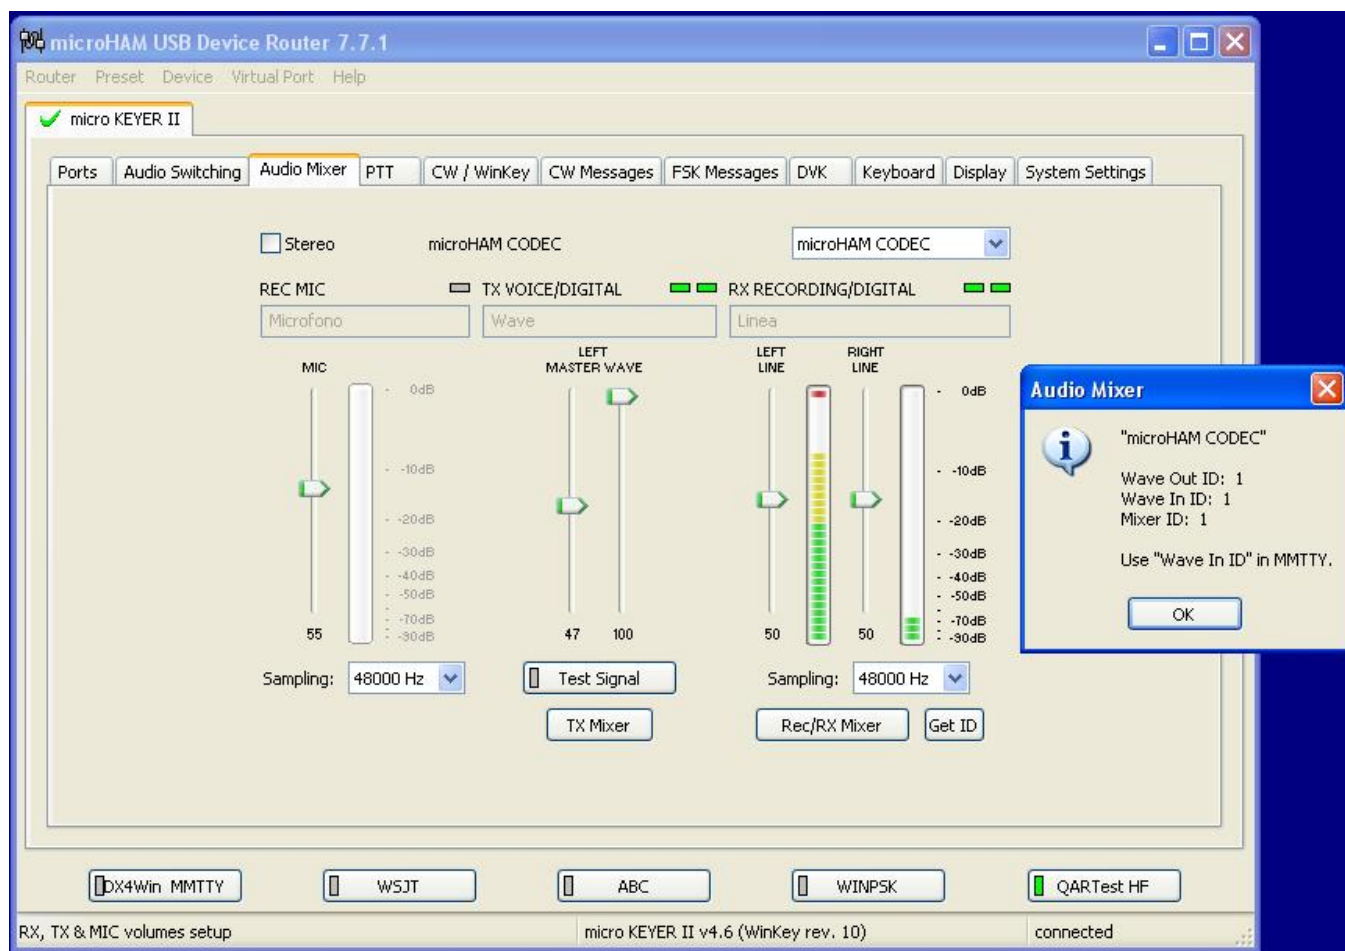 microHAM USB Device Router 7.7.1
Router Preset Device Virtual Port Help
micro KEYER II
Ports Audio Switching Audio Mixer PTT CW / WinKey CW Messages FSK Messages DVK Keyboard Display System Settings
Stereo microHAM CODEC microHAM CODEC
REC MIC TX VOICE/DIGITAL RX RECORDING/DIGITAL
Microfono Wave Linea
LEFT LEFT RIGHT
MIC MASTER WAVE LINE LINE
0dB 0dB
-10dB -10dB
-20dB -20dB
-30dB -30dB
-40dB -40dB
-50dB -50dB
-70dB -70dB
-90dB -90dB
55 47 100 50 50
Sampling: 48000 Hz Test Signal Sampling: 48000 Hz
TX Mixer Rec/RX Mixer Get ID
Audio Mixer
"microHAM CODEC"
Wave Out ID: 1
Wave In ID: 1
Mixer ID: 1
Use "Wave In ID" in MMTTY.
OK
DX4Win MMTTY WSJT ABC WINPSK QARTest HF
RX, TX & MIC volumes setup micro KEYER II v4.6 (WinKey rev. 10) connected